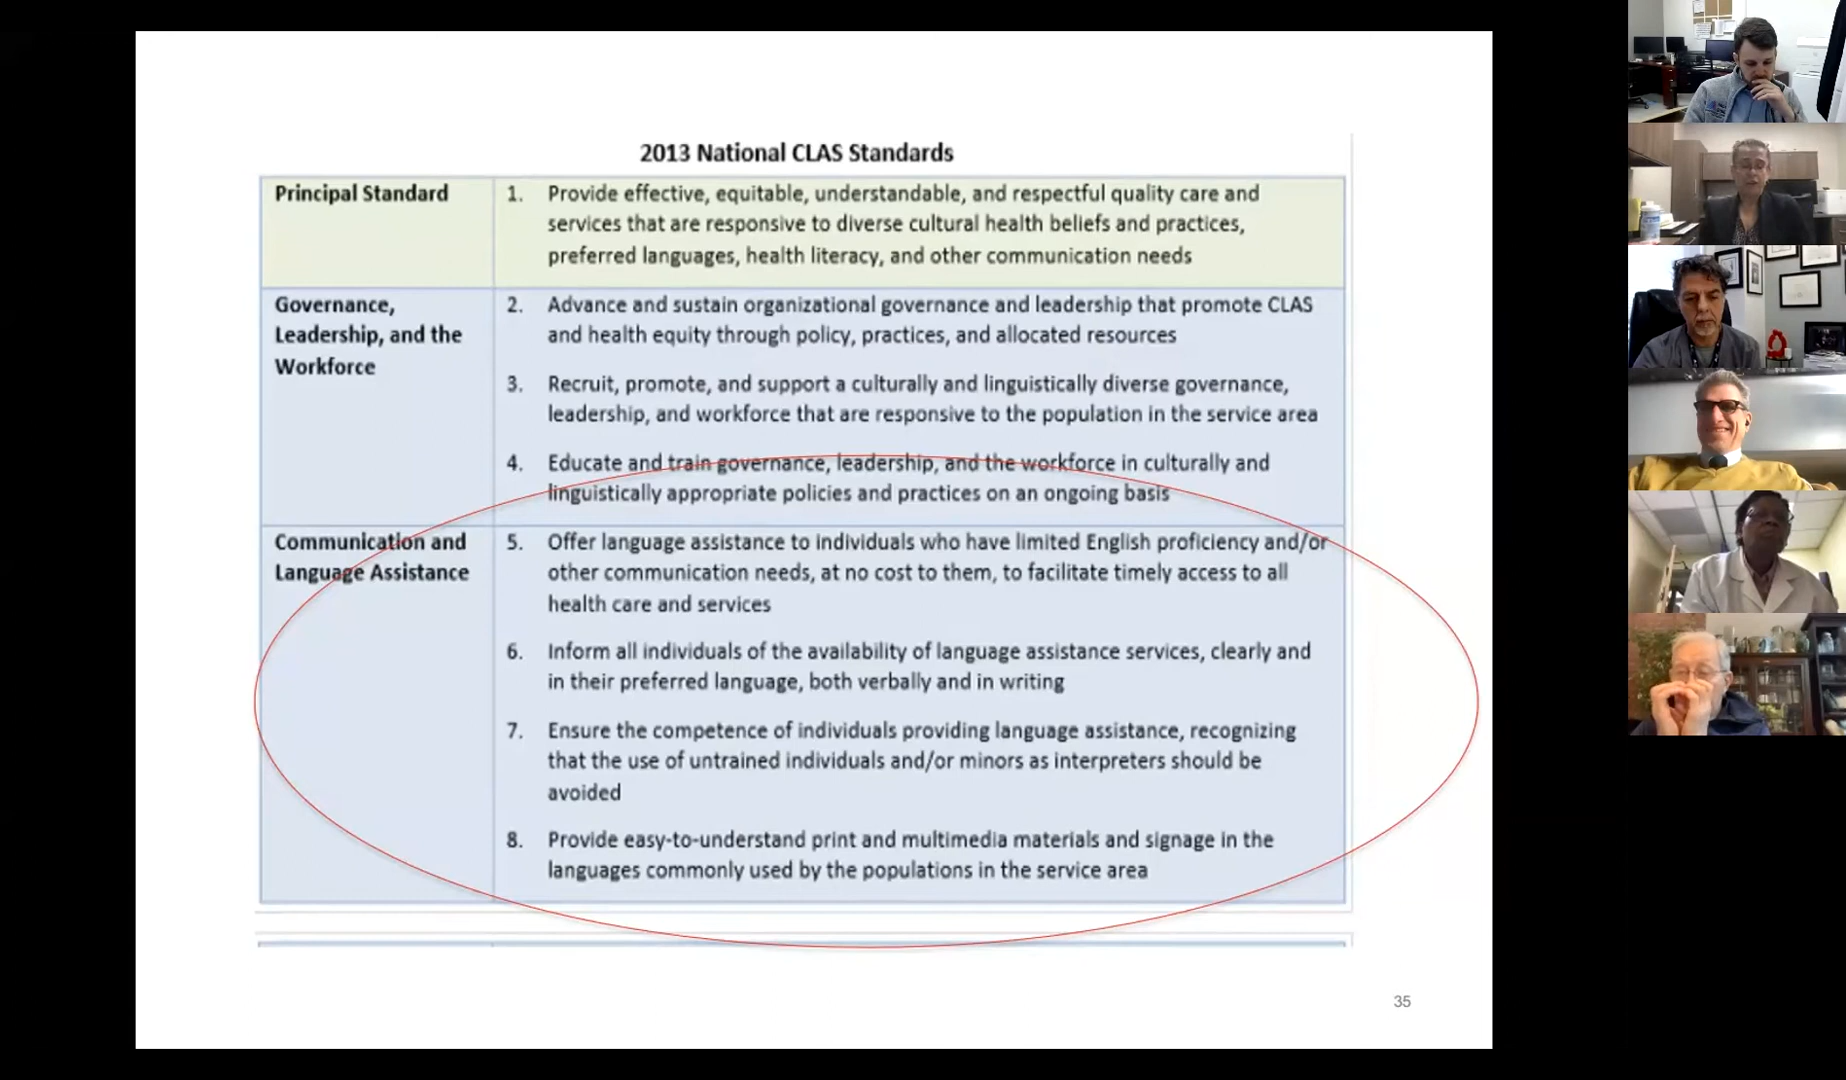 2013 National CLAS Standards
Principal Standard
1. Provide effective, equitable, understandable, and respectful quality care and
services that are responsive to diverse cultural health beliefs and practices,
preferred languages, health literacy, and other communication needs
Governance,
Leadership, and the
Workforce
2. Advance and sustain organizational governance and leadership that promote CLAS
and health equity through policy, practices, and allocated resources
3. Recruit, promote, and support a culturally and linguistically diverse governance,
leadership, and workforce that are responsive to the population in the service area
4. Educate and train governance, leadership, and the workforce in culturally and
linguistically appropriate policies and practices on an ongoing basis
Communication and
Language Assistance
5. Offer language assistance to individuals who have limited English proficiency and/or
other communication needs, at no cost to them, to facilitate timely access to all
health care and services
6. Inform all individuals of the availability of language assistance services, clearly and
in their preferred language, both verbally and in writing
7. Ensure the competence of individuals providing language assistance, recognizing
that the use of untrained individuals and/or minors as interpreters should be
avoided
8. Provide easy-to-understand print and multimedia materials and signage in the
languages commonly used by the populations in the service area
35